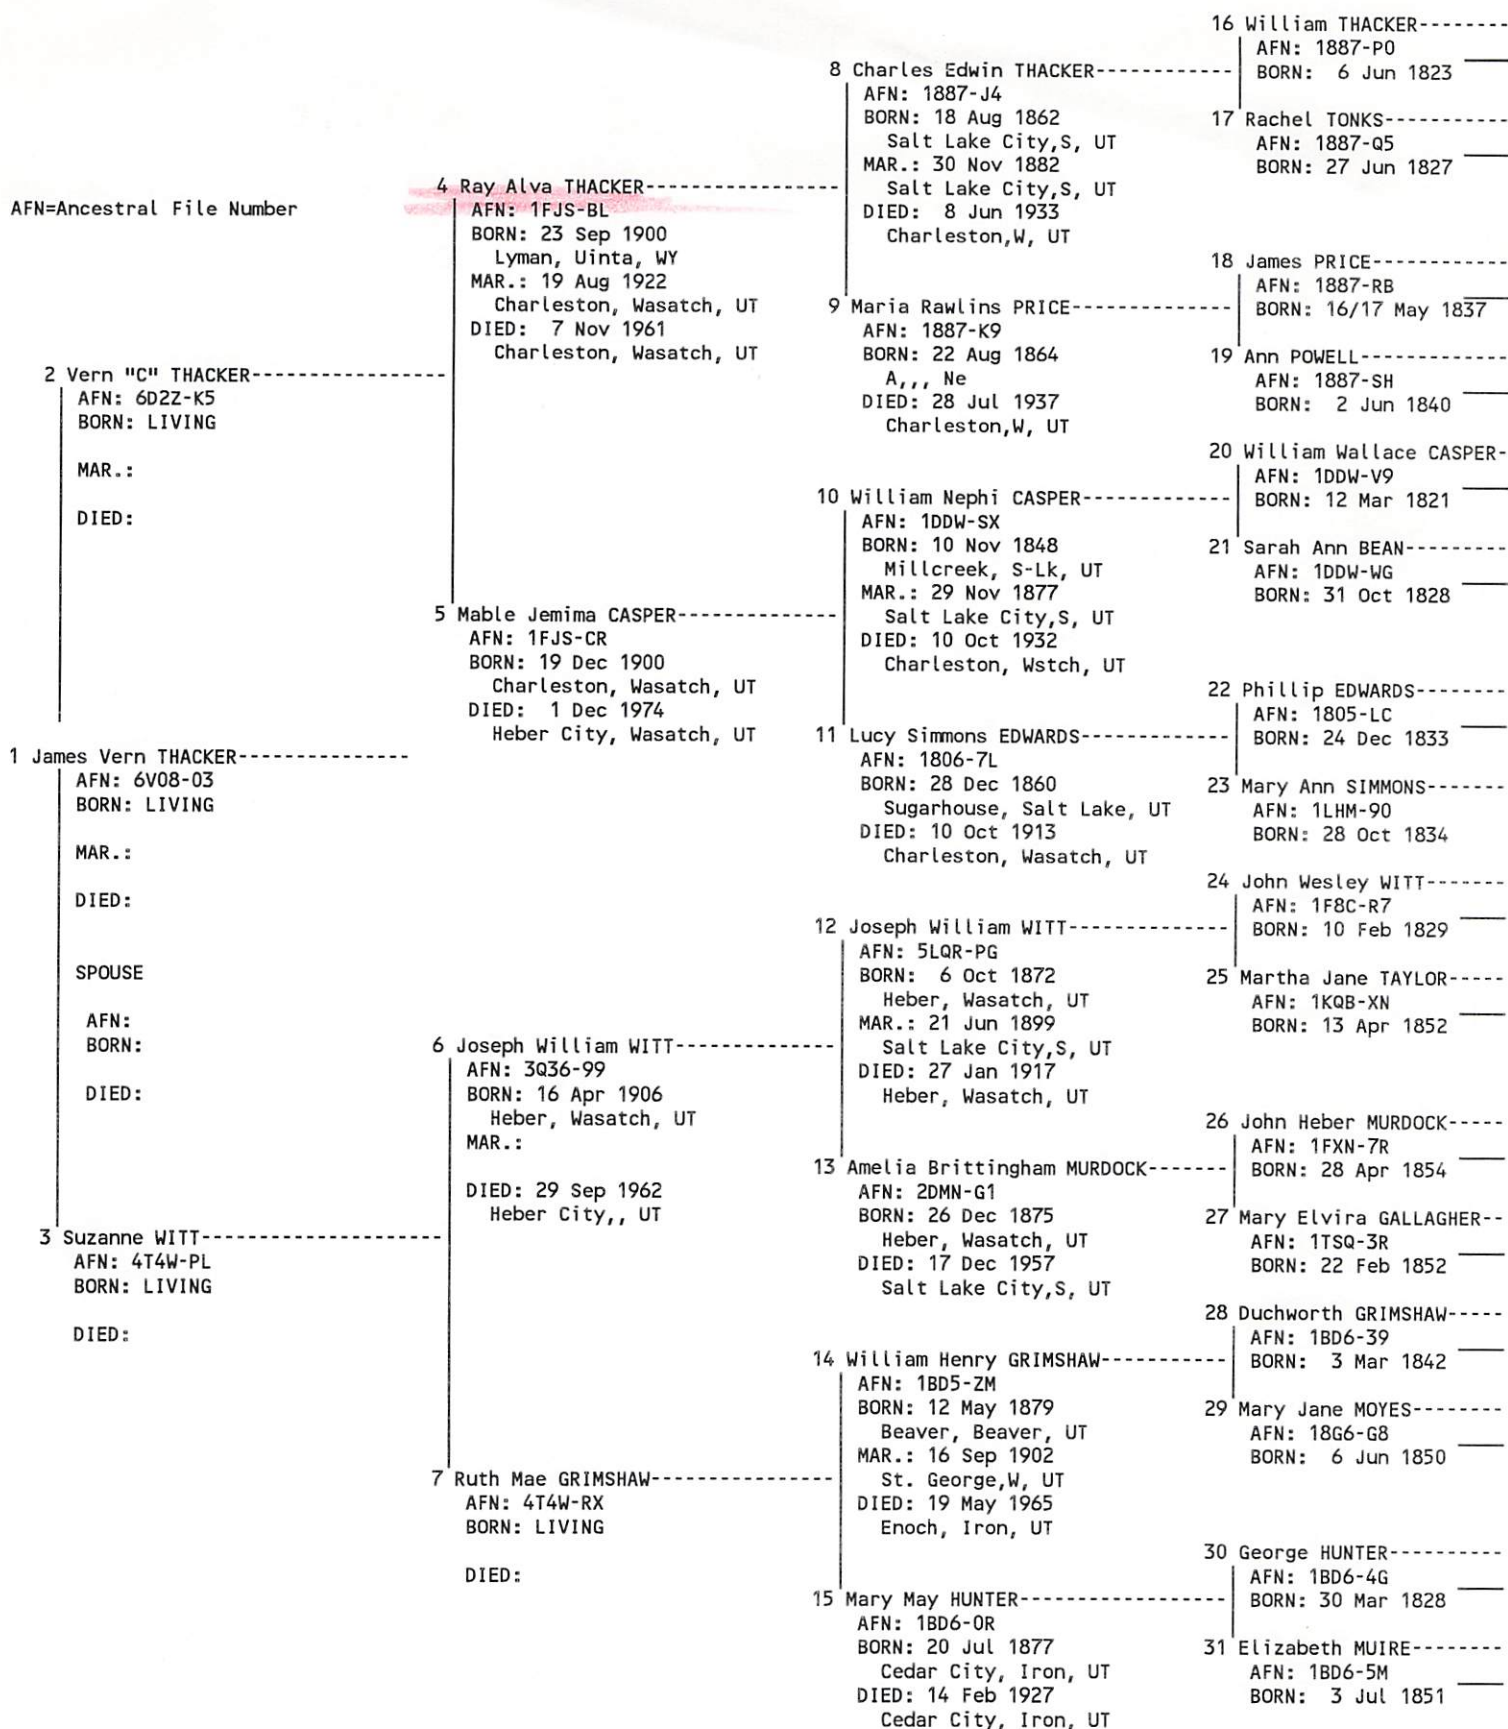 AFN=Ancestral File Number
1 James Vern THACKER
AFN: 6V08-03
BORN: LIVING
MAR.:
DIED:
SPOUSE
AFN:
BORN:
DIED:
2 Vern "C" THACKER
AFN: 6D2Z-K5
BORN: LIVING
MAR.:
DIED:
3 Suzanne WITT
AFN: 4T4W-PL
BORN: LIVING
DIED:
4 Ray Alva THACKER
AFN: 1FJS-BL
BORN: 23 Sep 1900
Lyman, Uinta, WY
MAR.: 19 Aug 1922
Charleston, Wasatch, UT
DIED: 7 Nov 1961
Charleston, Wasatch, UT
5 Mable Jemima CASPER
AFN: 1FJS-CR
BORN: 19 Dec 1900
Charleston, Wasatch, UT
DIED: 1 Dec 1974
Heber City, Wasatch, UT
6 Joseph William WITT
AFN: 3Q36-99
BORN: 16 Apr 1906
Heber, Wasatch, UT
MAR.:
DIED: 29 Sep 1962
Heber City,, UT
7 Ruth Mae GRIMSHAW
AFN: 4T4W-RX
BORN: LIVING
DIED:
8 Charles Edwin THACKER
AFN: 1887-J4
BORN: 18 Aug 1862
Salt Lake City,S, UT
MAR.: 30 Nov 1882
Salt Lake City,S, UT
DIED: 8 Jun 1933
Charleston,W, UT
9 Maria Rawlins PRICE
AFN: 1887-K9
BORN: 22 Aug 1864
A,,, Ne
DIED: 28 Jul 1937
Charleston,W, UT
10 William Nephi CASPER
AFN: 1DDW-SX
BORN: 10 Nov 1848
Millcreek, S-Lk, UT
MAR.: 29 Nov 1877
Salt Lake City,S, UT
DIED: 10 Oct 1932
Charleston, Wstch, UT
11 Lucy Simmons EDWARDS
AFN: 1806-7L
BORN: 28 Dec 1860
Sugarhouse, Salt Lake, UT
DIED: 10 Oct 1913
Charleston, Wasatch, UT
12 Joseph William WITT
AFN: 5LQR-PG
BORN: 6 Oct 1872
Heber, Wasatch, UT
MAR.: 21 Jun 1899
Salt Lake City,S, UT
DIED: 27 Jan 1917
Heber, Wasatch, UT
13 Amelia Brittingham MURDOCK
AFN: 2DMN-G1
BORN: 26 Dec 1875
Heber, Wasatch, UT
DIED: 17 Dec 1957
Salt Lake City,S, UT
14 William Henry GRIMSHAW
AFN: 1BD5-ZM
BORN: 12 May 1879
Beaver, Beaver, UT
MAR.: 16 Sep 1902
St. George,W, UT
DIED: 19 May 1965
Enoch, Iron, UT
15 Mary May HUNTER
AFN: 1BD6-0R
BORN: 20 Jul 1877
Cedar City, Iron, UT
DIED: 14 Feb 1927
Cedar City, Iron, UT
16 William THACKER
AFN: 1887-P0
BORN: 6 Jun 1823
17 Rachel TONKS
AFN: 1887-Q5
BORN: 27 Jun 1827
18 James PRICE
AFN: 1887-RB
BORN: 16/17 May 1837
19 Ann POWELL
AFN: 1887-SH
BORN: 2 Jun 1840
20 William Wallace CASPER
AFN: 1DDW-V9
BORN: 12 Mar 1821
21 Sarah Ann BEAN
AFN: 1DDW-WG
BORN: 31 Oct 1828
22 Phillip EDWARDS
AFN: 1805-LC
BORN: 24 Dec 1833
23 Mary Ann SIMMONS
AFN: 1LHM-90
BORN: 28 Oct 1834
24 John Wesley WITT
AFN: 1F8C-R7
BORN: 10 Feb 1829
25 Martha Jane TAYLOR
AFN: 1KQB-XN
BORN: 13 Apr 1852
26 John Heber MURDOCK
AFN: 1FXN-7R
BORN: 28 Apr 1854
27 Mary Elvira GALLAGHER
AFN: 1TSQ-3R
BORN: 22 Feb 1852
28 Duchworth GRIMSHAW
AFN: 1BD6-39
BORN: 3 Mar 1842
29 Mary Jane MOYES
AFN: 18G6-G8
BORN: 6 Jun 1850
30 George HUNTER
AFN: 1BD6-4G
BORN: 30 Mar 1828
31 Elizabeth MUIRE
AFN: 1BD6-5M
BORN: 3 Jul 1851